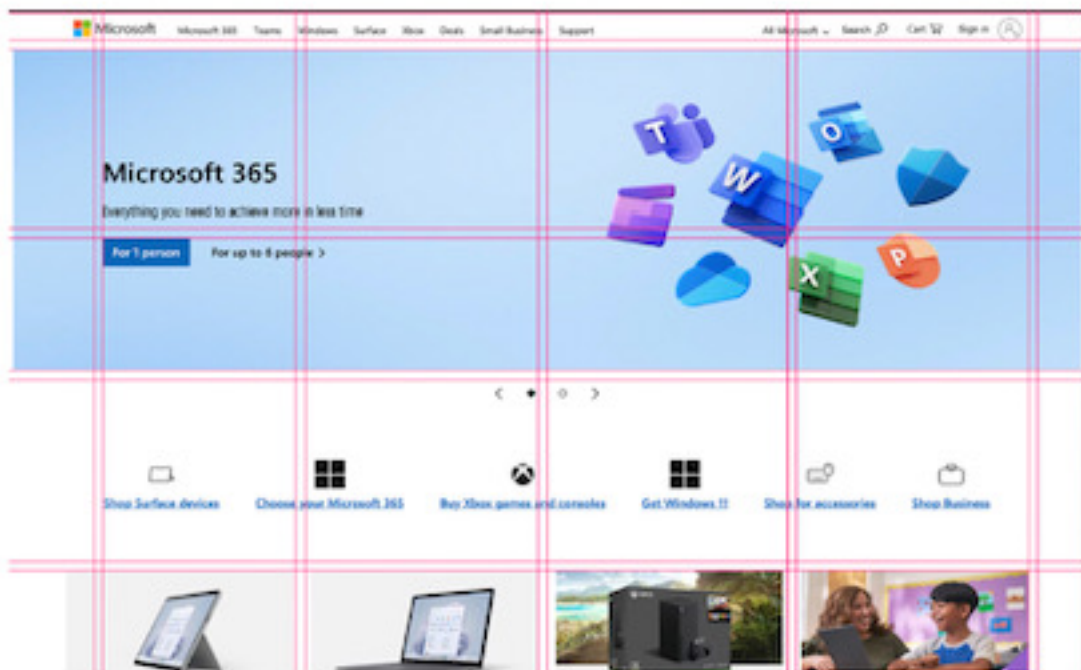 Microsoft Microsoft 365 Teams Windows Surface Xbox Deals Small Business Support All Microsoft Search Cart Sign in
Microsoft 365
Everything you need to achieve more in less time
For 1 person For up to 6 people >
T
O
W
P
X
Shop Surface devices Choose your Microsoft 365 Buy Xbox games and consoles Get Windows 11 Shop for accessories Shop Business